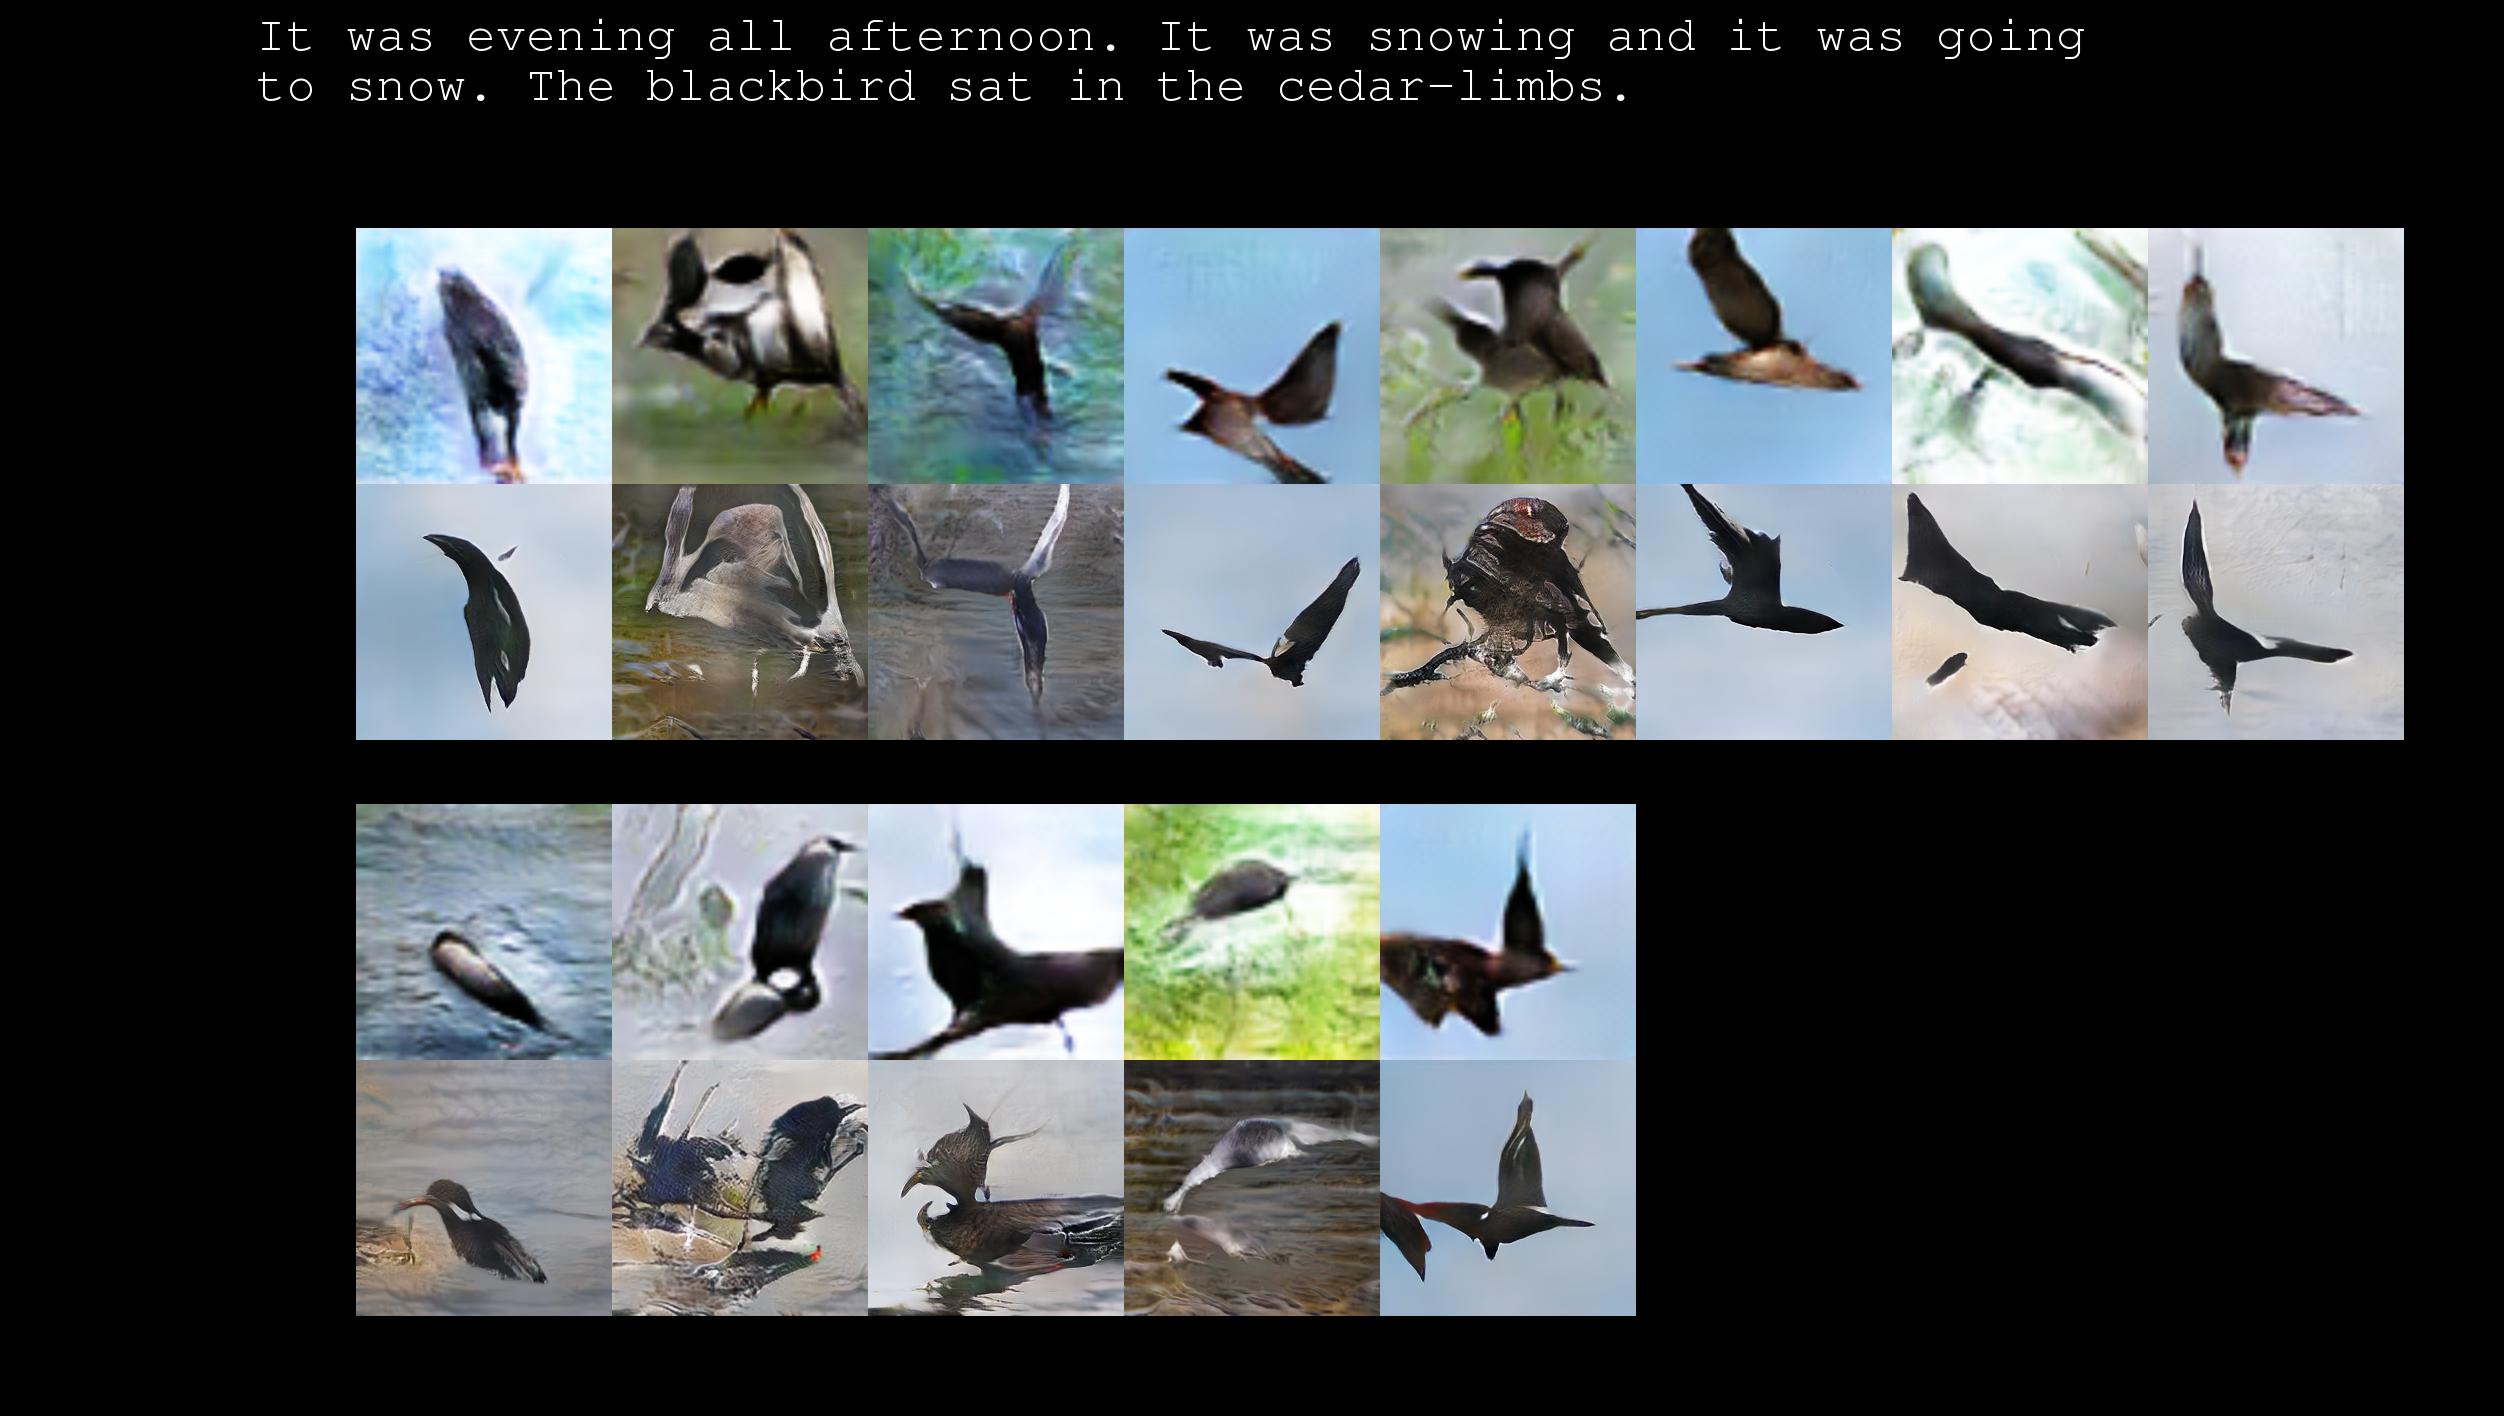 It was evening all afternoon. It was snowing and it was going
to snow. The blackbird sat in the cedar-limbs.